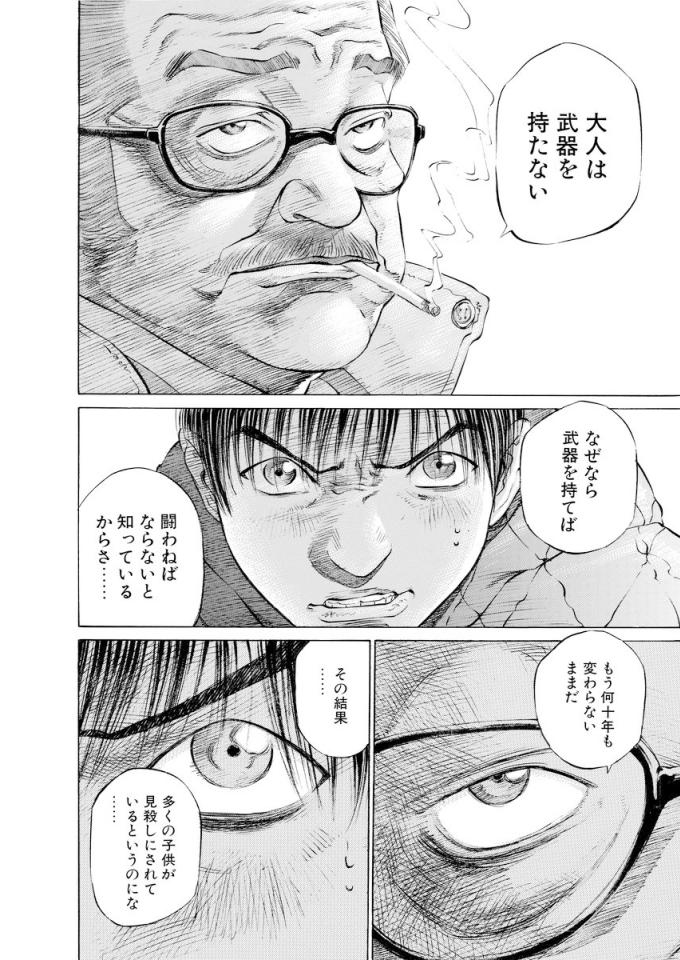 大人は
武器を
持たない
なぜなら
武器を持てば
闘わねば
ならないと
知っている
からさ……
もう何十年も
変わらない
ままだ
その結果
……
多くの子供が
見殺しにされて
いるというのにな
……